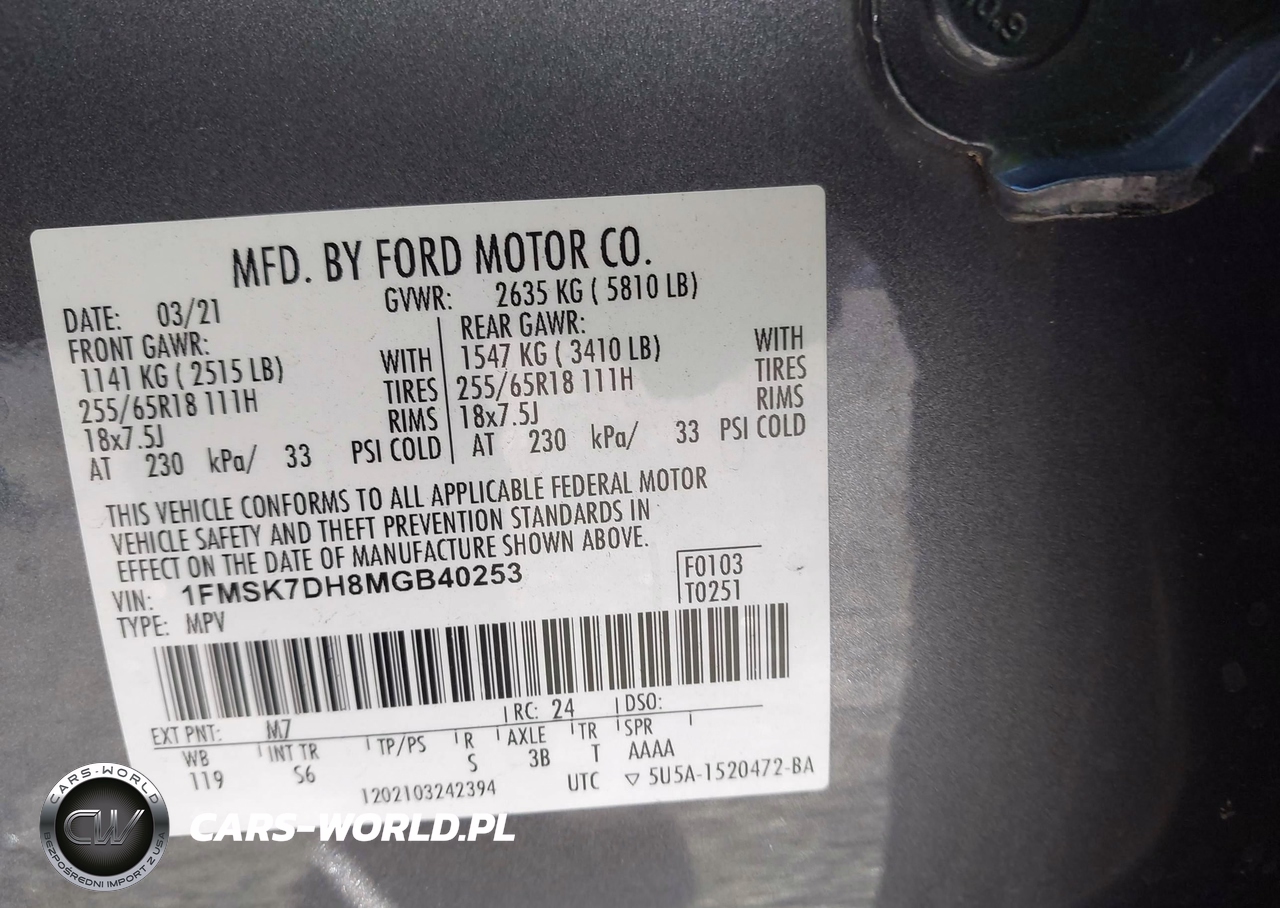 10.9
MFD. BY FORD MOTOR CO.
DATE: 03/21 GVWR: 2635 KG ( 5810 LB)
FRONT GAWR: REAR GAWR:
1141 KG ( 2515 LB) WITH 1547 KG ( 3410 LB) WITH
255/65R18 111H TIRES 255/65R18 111H TIRES
18x7.5J RIMS 18x7.5J RIMS
AT 230 kPa/ 33 PSI COLD AT 230 kPa/ 33 PSI COLD
THIS VEHICLE CONFORMS TO ALL APPLICABLE FEDERAL MOTOR
VEHICLE SAFETY AND THEFT PREVENTION STANDARDS IN
EFFECT ON THE DATE OF MANUFACTURE SHOWN ABOVE.
VIN: 1FMSK7DH8MGB40253 F0103
TYPE: MPV T0251
EXT PNT: M7 RC: 24 DSO:
WB INT TR TP/PS R AXLE TR SPR
119 S6 S 3B T AAAA
1202103242394 UTC ▽ 5U5A-1520472-BA
CARS-WORLD
CW
BEZPOŚREDNI IMPORT Z USA
CARS-WORLD.PL